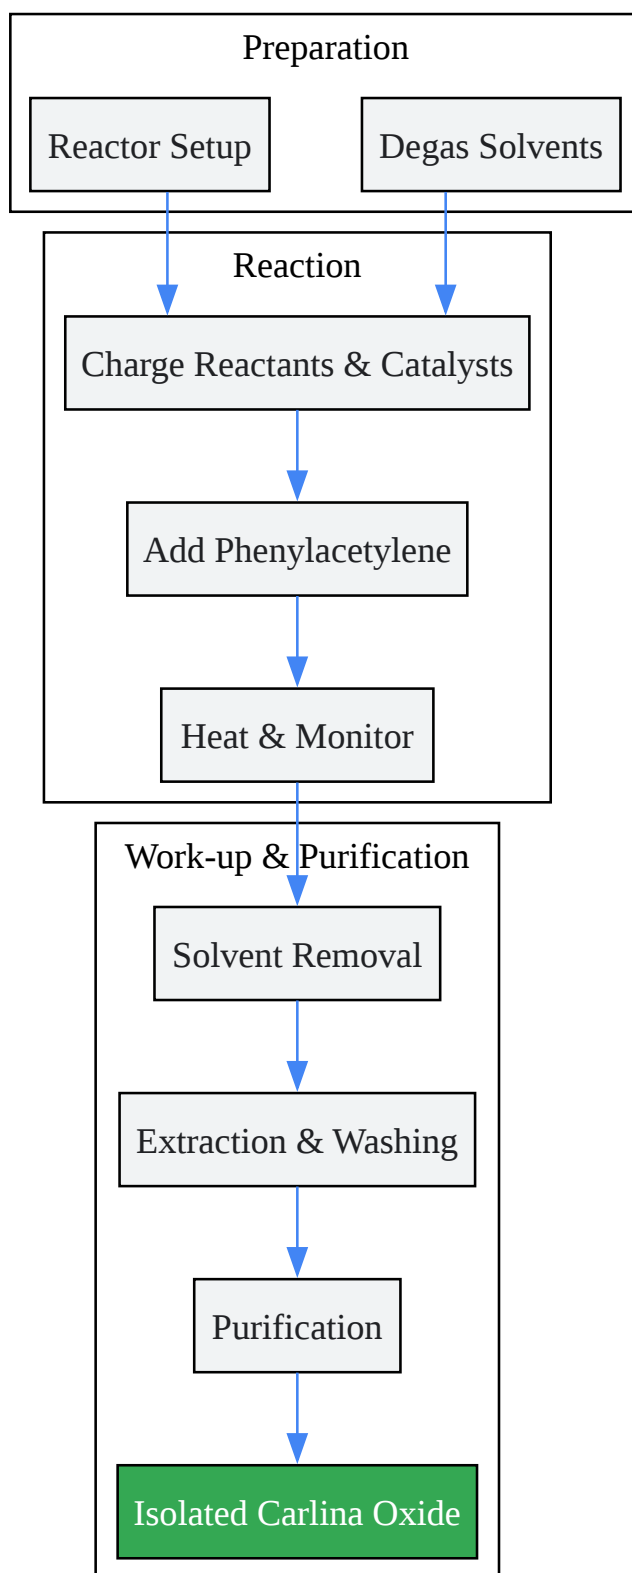 Preparation
Reactor Setup
Degas Solvents
Reaction
Charge Reactants & Catalysts
Add Phenylacetylene
Heat & Monitor
Work-up & Purification
Solvent Removal
Extraction & Washing
Purification
Isolated Carlina Oxide